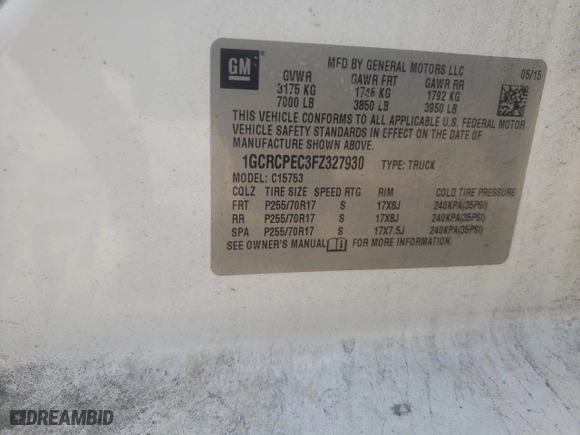 GM
MFD BY GENERAL MOTORS LLC 05/15
GVWR GAWR FRT GAWR RR
3175 KG 1746 KG 1792 KG
7000 LB 3850 LB 3950 LB
THIS VEHICLE CONFORMS TO ALL APPLICABLE U.S. FEDERAL MOTOR
VEHICLE SAFETY STANDARDS IN EFFECT ON THE DATE OF
MANUFACTURE SHOWN ABOVE.
1GCRCPEC3FZ327930 TYPE: TRUCK
MODEL: C15753
CQLZ TIRE SIZE SPEED RTG RIM COLD TIRE PRESSURE
FRT P255/70R17 S 17X8J 240KPA(35PSI)
RR P255/70R17 S 17X8J 240KPA(35PSI)
SPA P255/70R17 S 17X7.5J 240KPA(35PSI)
SEE OWNER'S MANUAL FOR MORE INFORMATION.
DREAMBID